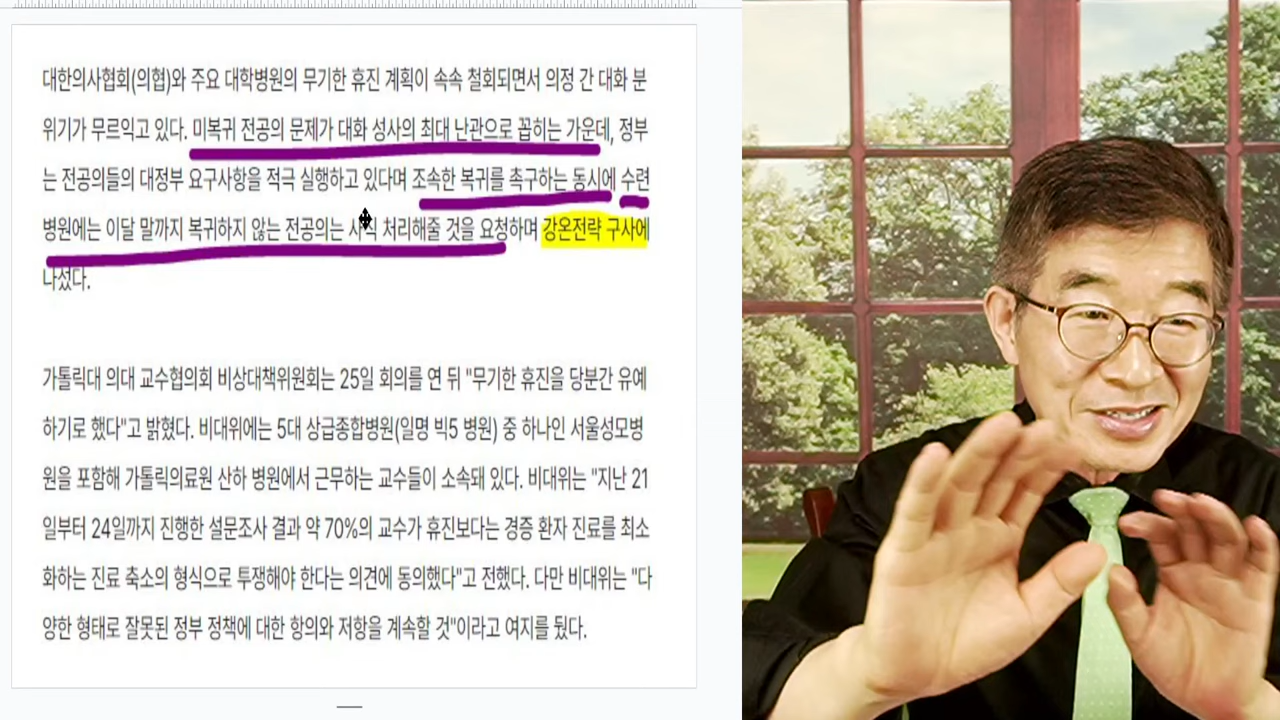 대한의사협회(의협)와 주요 대학병원의 무기한 휴진 계획이 속속 철회되면서 의정 간 대화 분
위기가 무르익고 있다. 미복귀 전공의 문제가 대화 성사의 최대 난관으로 꼽히는 가운데, 정부
는 전공의들의 대정부 요구사항을 적극 실행하고 있다며 조속한 복귀를 촉구하는 동시에 수련
병원에는 이달 말까지 복귀하지 않는 전공의는 사직 처리해줄 것을 요청하며 강온전략 구사에
나섰다.
가톨릭대 의대 교수협의회 비상대책위원회는 25일 회의를 연 뒤 "무기한 휴진을 당분간 유예
하기로 했다"고 밝혔다. 비대위에는 5대 상급종합병원(일명 빅5 병원) 중 하나인 서울성모병
원을 포함해 가톨릭의료원 산하 병원에서 근무하는 교수들이 소속돼 있다. 비대위는 "지난 21
일부터 24일까지 진행한 설문조사 결과 약 70%의 교수가 휴진보다는 경증 환자 진료를 최소
화하는 진료 축소의 형식으로 투쟁해야 한다는 의견에 동의했다"고 전했다. 다만 비대위는 "다
양한 형태로 잘못된 정부 정책에 대한 항의와 저항을 계속할 것"이라고 여지를 뒀다.